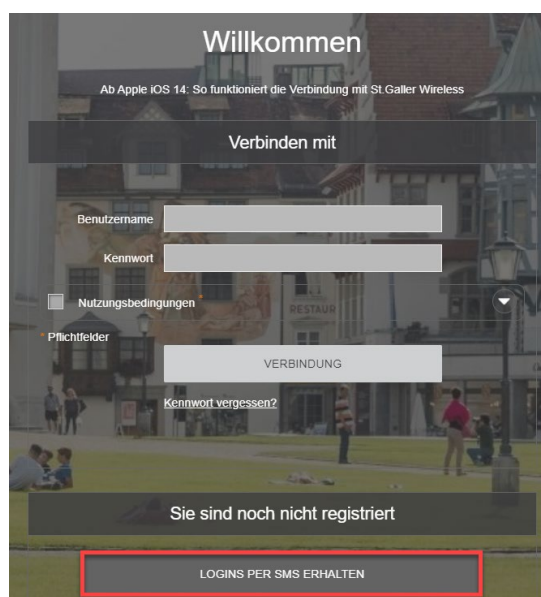 Willkommen
Ab Apple iOS 14: So funktioniert die Verbindung mit St.Galler Wireless
Verbinden mit
Benutzername
Kennwort
RESTAUR
Nutzungsbedingungen *
* Pflichtfelder
VERBINDUNG
Kennwort vergessen?
Sie sind noch nicht registriert
LOGINS PER SMS ERHALTEN